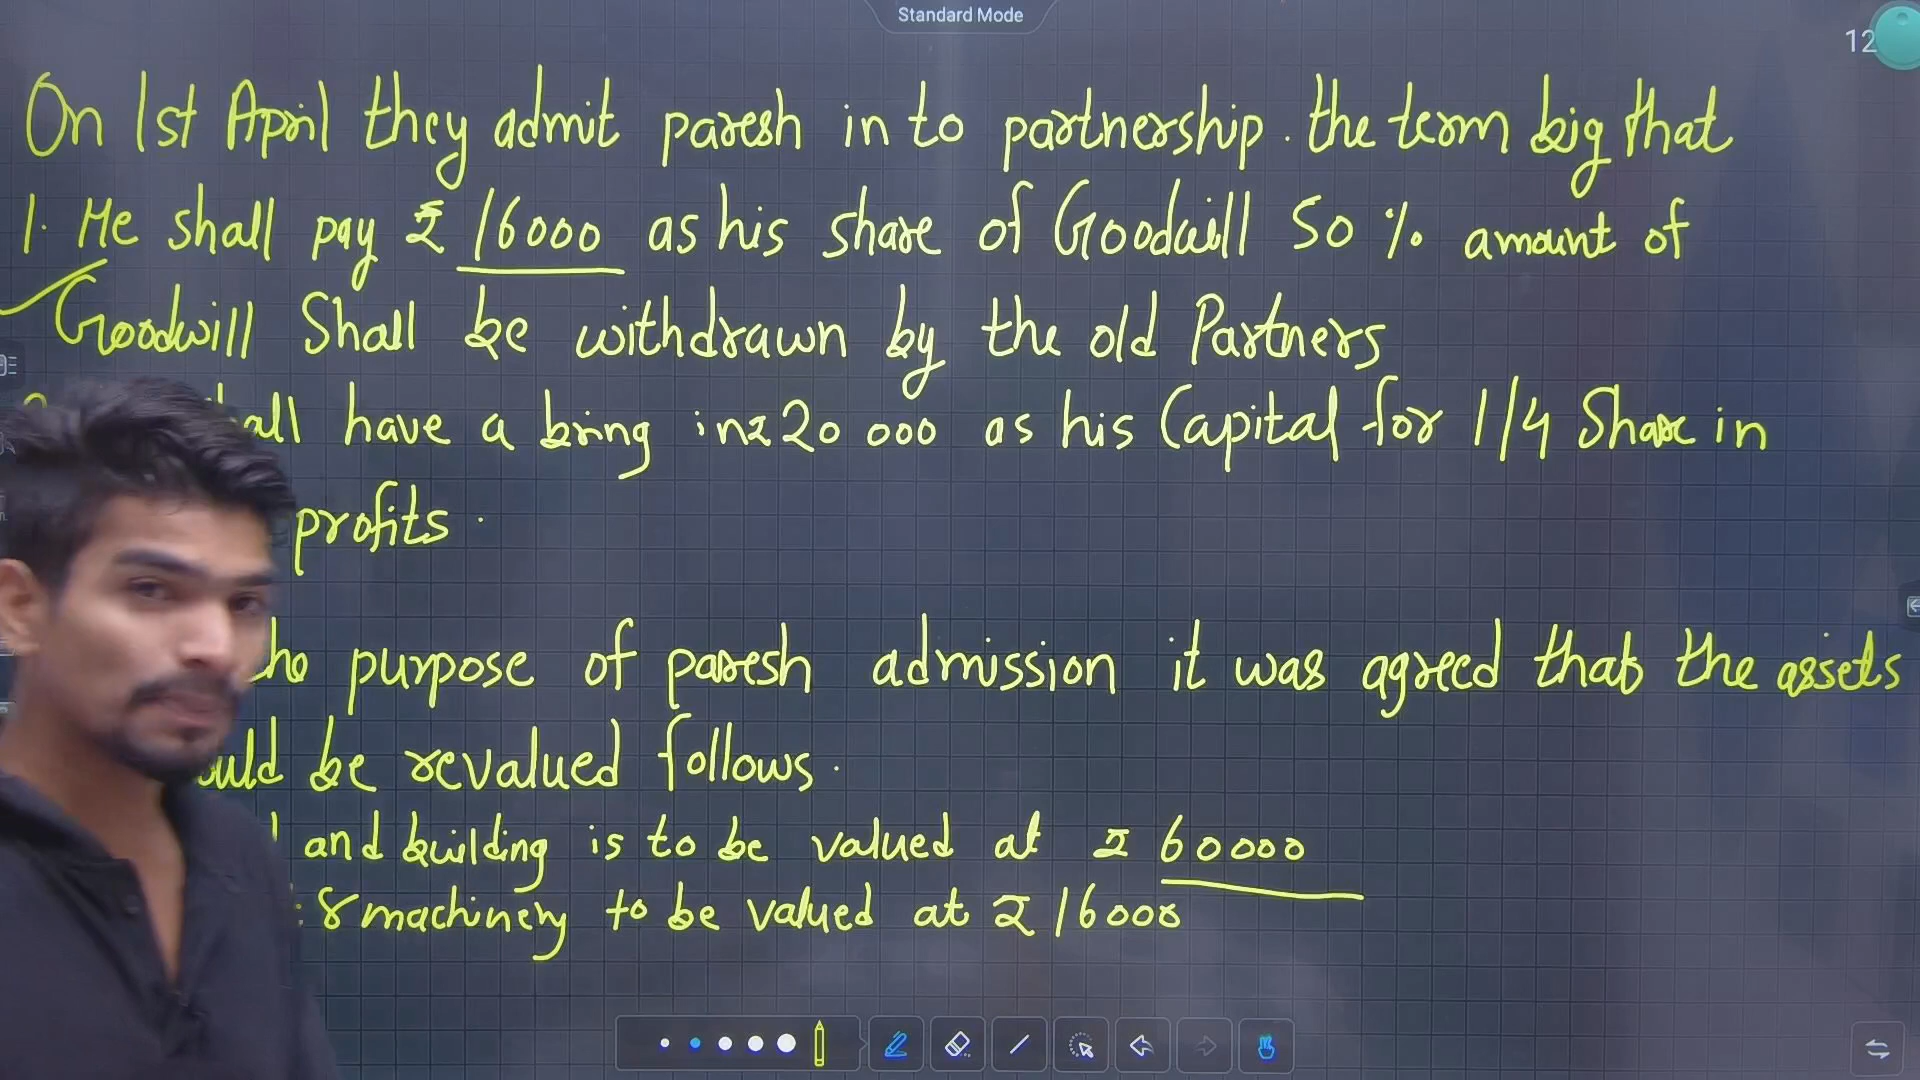 Standard Mode
12
On 1st April they admit paresh in to partnership. the term big that
1. He shall pay ₹ 16000 as his share of Goodwill 50 % amount of
Goodwill Shall be withdrawn by the old Partners
all have a bring in ₹ 20 000 as his Capital for 1/4 Share in
profits.
he purpose of paresh admission it was agreed that the assets
ould be revalued follows.
and building is to be valued at ₹ 60000
& machinery to be valued at ₹ 16000